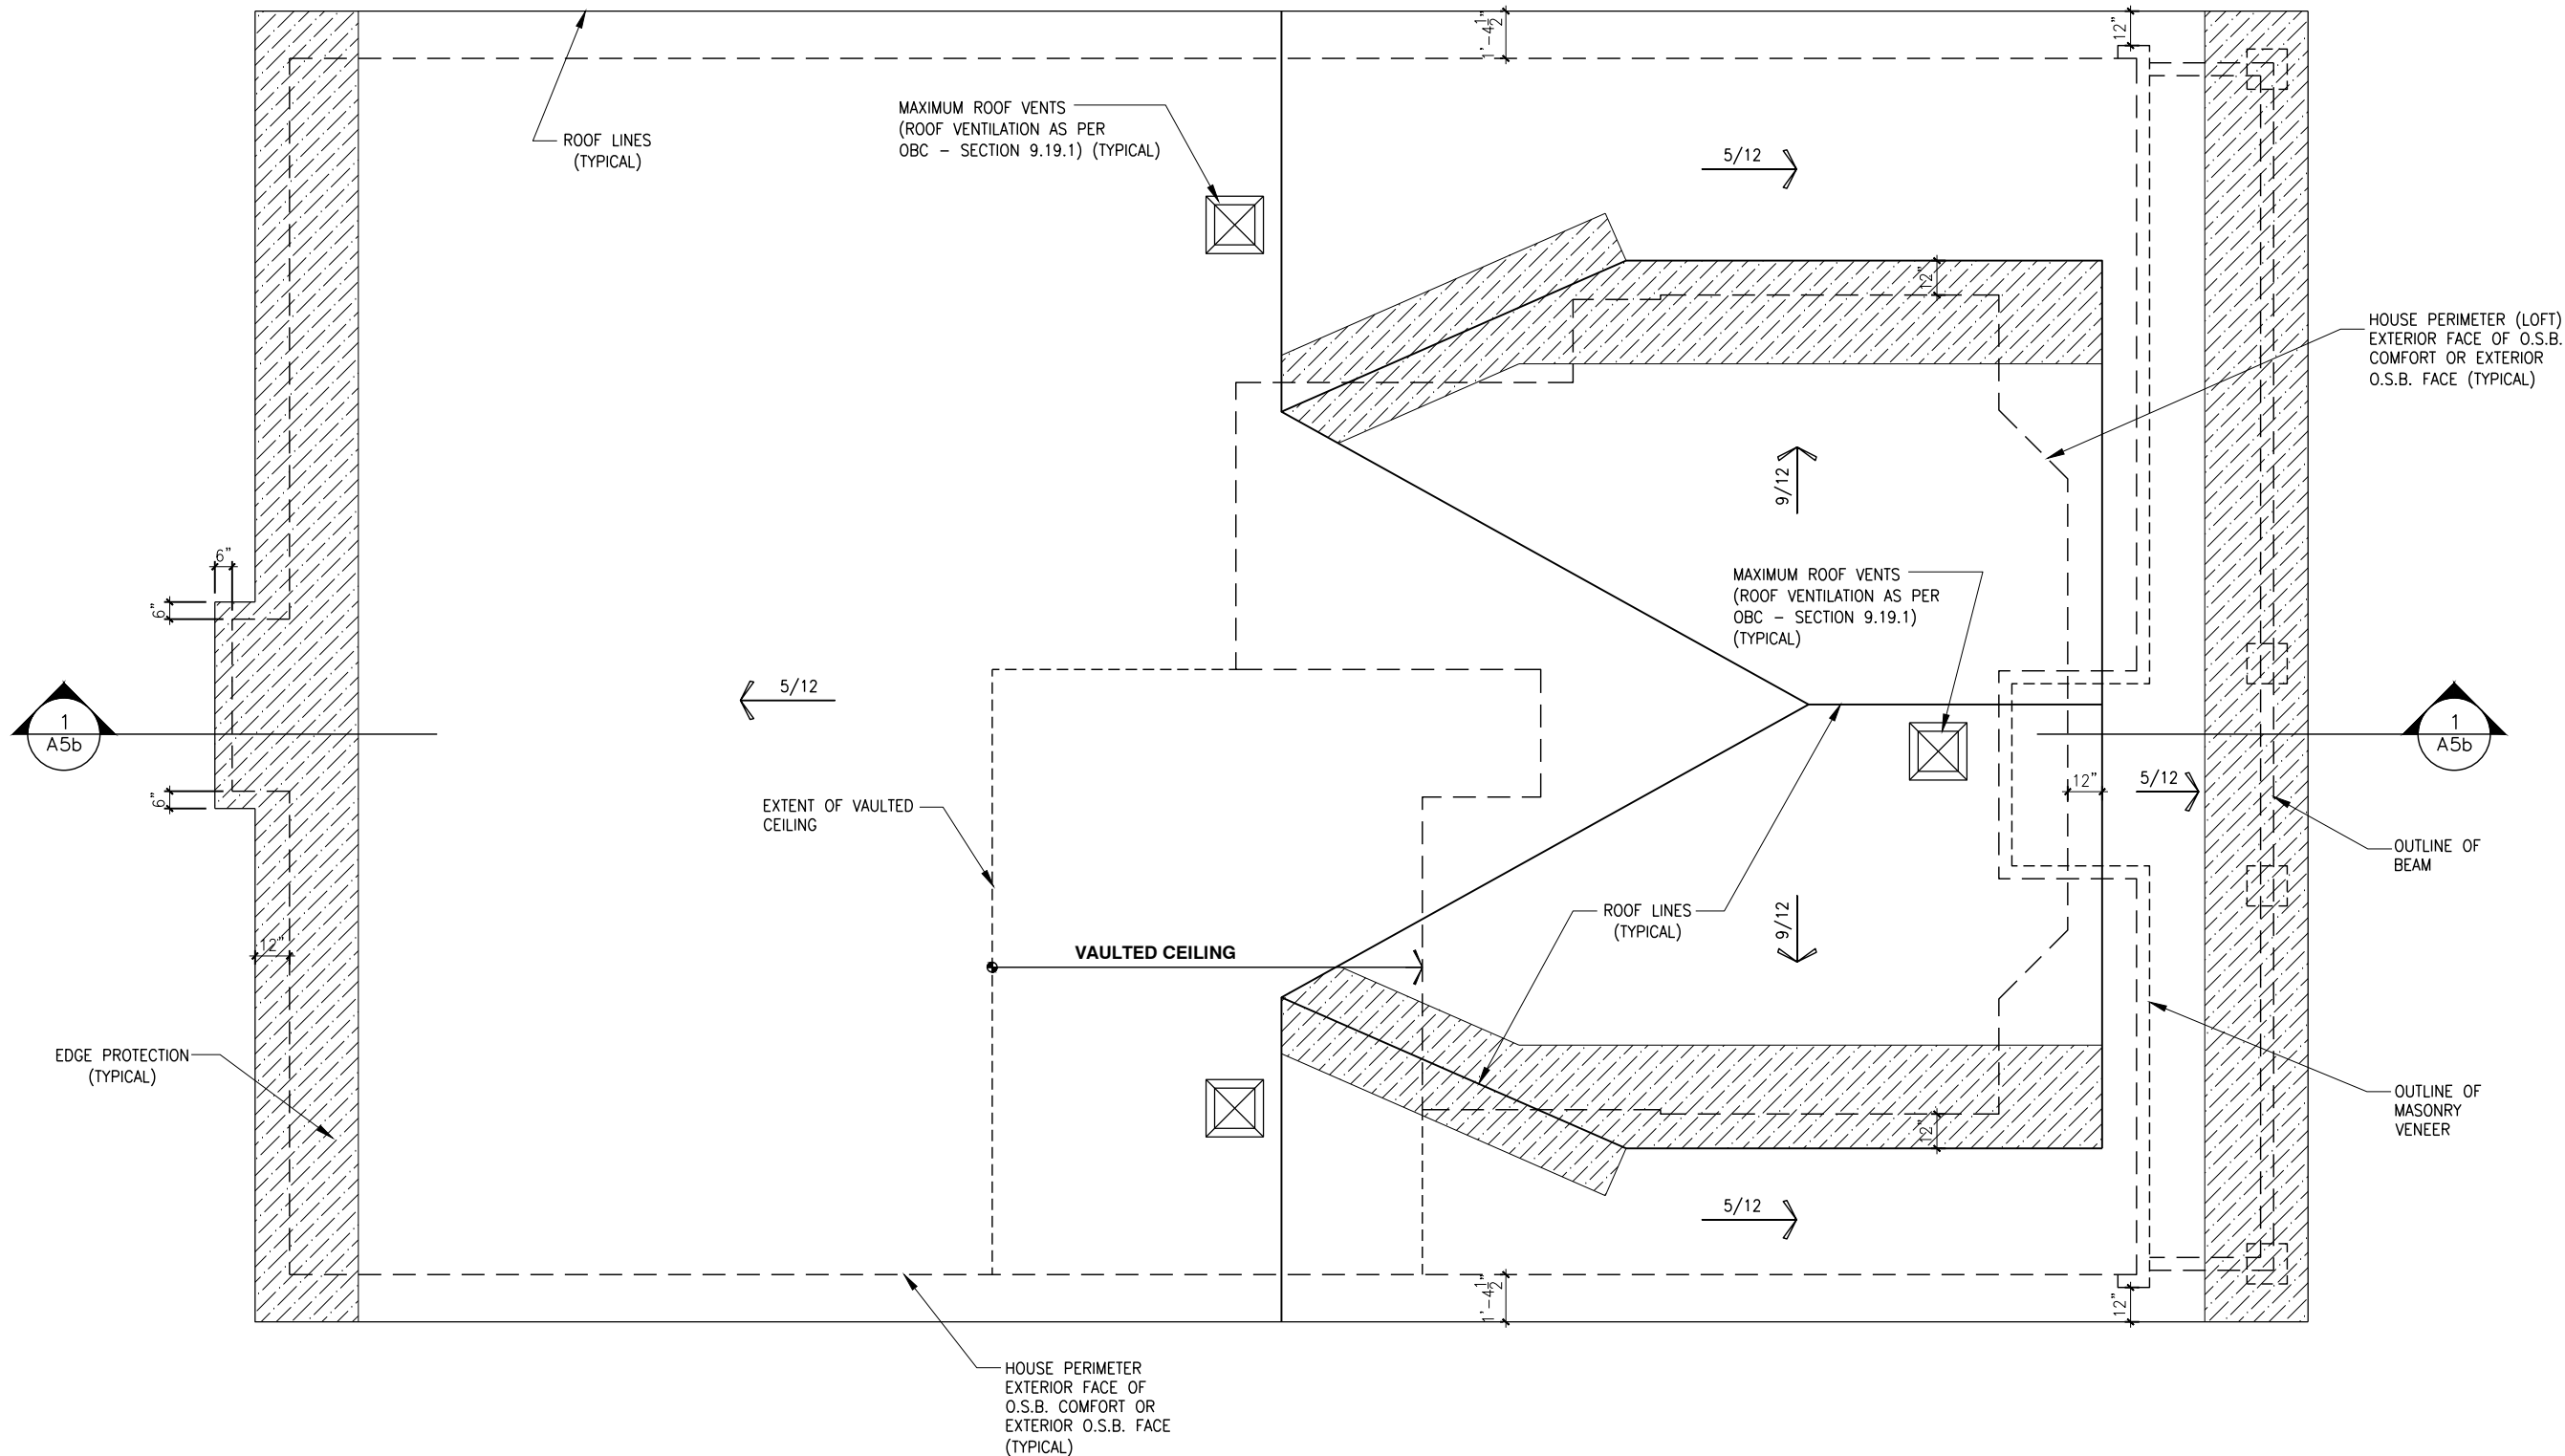 1'-4 1/2"
12"
ROOF LINES
(TYPICAL)
MAXIMUM ROOF VENTS
(ROOF VENTILATION AS PER
OBC - SECTION 9.19.1) (TYPICAL)
5/12
12"
HOUSE PERIMETER (LOFT)
EXTERIOR FACE OF O.S.B.
COMFORT OR EXTERIOR
O.S.B. FACE (TYPICAL)
9/12
6"
6"
MAXIMUM ROOF VENTS
(ROOF VENTILATION AS PER
OBC - SECTION 9.19.1)
(TYPICAL)
5/12
1
A5b
1
A5b
12"
5/12
6"
EXTENT OF VAULTED
CEILING
OUTLINE OF
BEAM
ROOF LINES
(TYPICAL)
9/12
12"
VAULTED CEILING
EDGE PROTECTION
(TYPICAL)
OUTLINE OF
MASONRY
VENEER
12"
5/12
1'-4 1/2"
12"
HOUSE PERIMETER
EXTERIOR FACE OF
O.S.B. COMFORT OR
EXTERIOR O.S.B. FACE
(TYPICAL)